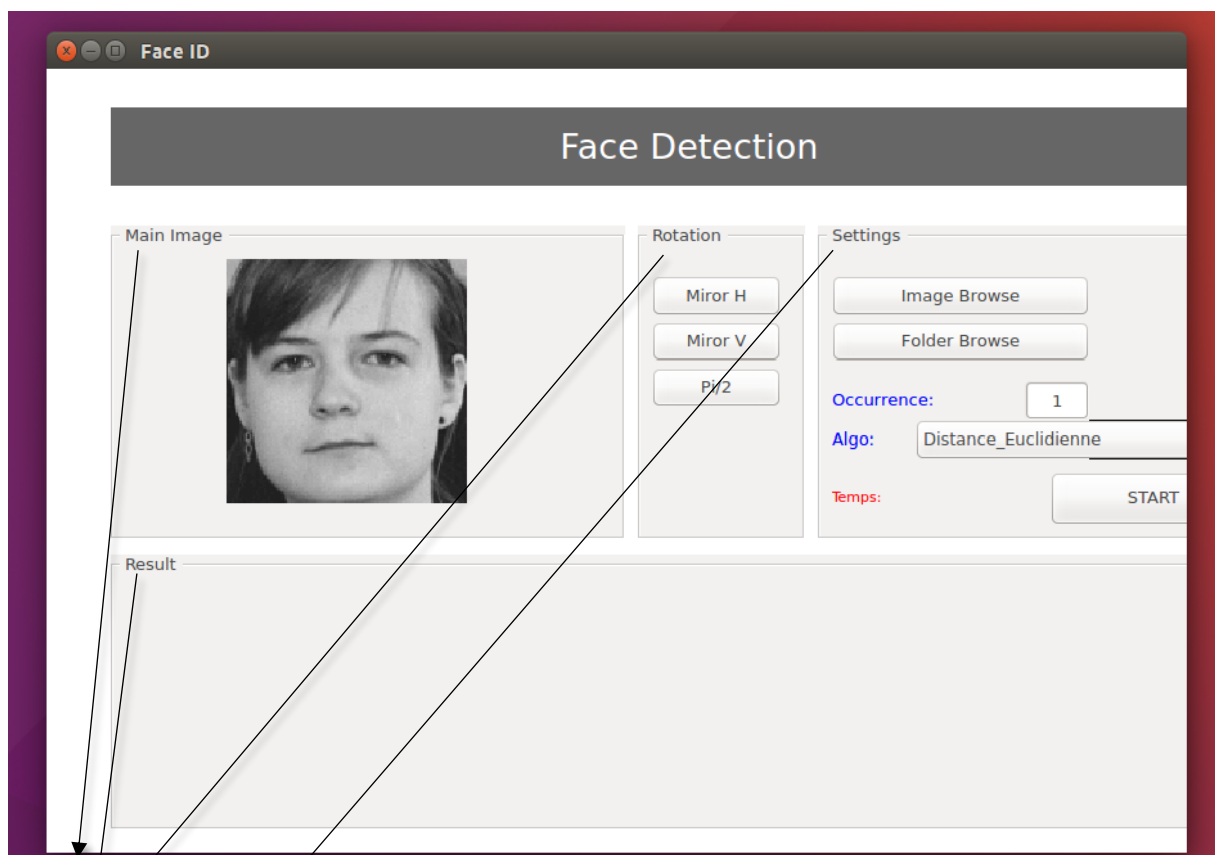 Face ID
Face Detection
Main Image
Rotation
Miror H
Miror V
Pi/2
Settings
Image Browse
Folder Browse
Occurrence: 1
Algo: Distance_Euclidienne
Temps: START
Result